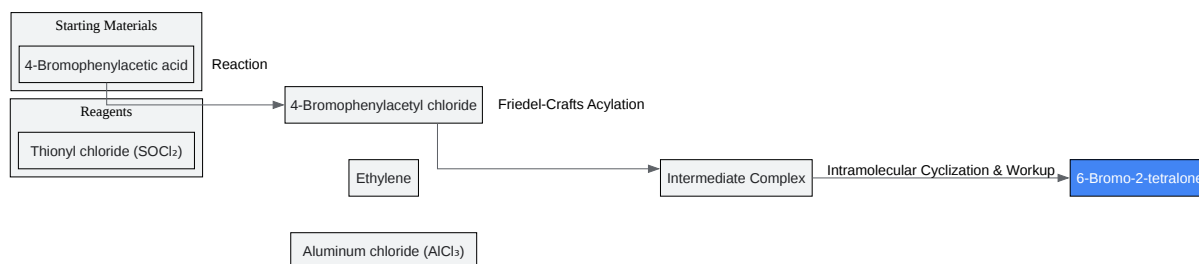 Starting Materials
4-Bromophenylacetic acid
Reaction
Reagents
Thionyl chloride (SOCl₂)
4-Bromophenylacetyl chloride
Friedel-Crafts Acylation
Ethylene
Aluminum chloride (AlCl₃)
Intermediate Complex
Intramolecular Cyclization & Workup
6-Bromo-2-tetralone